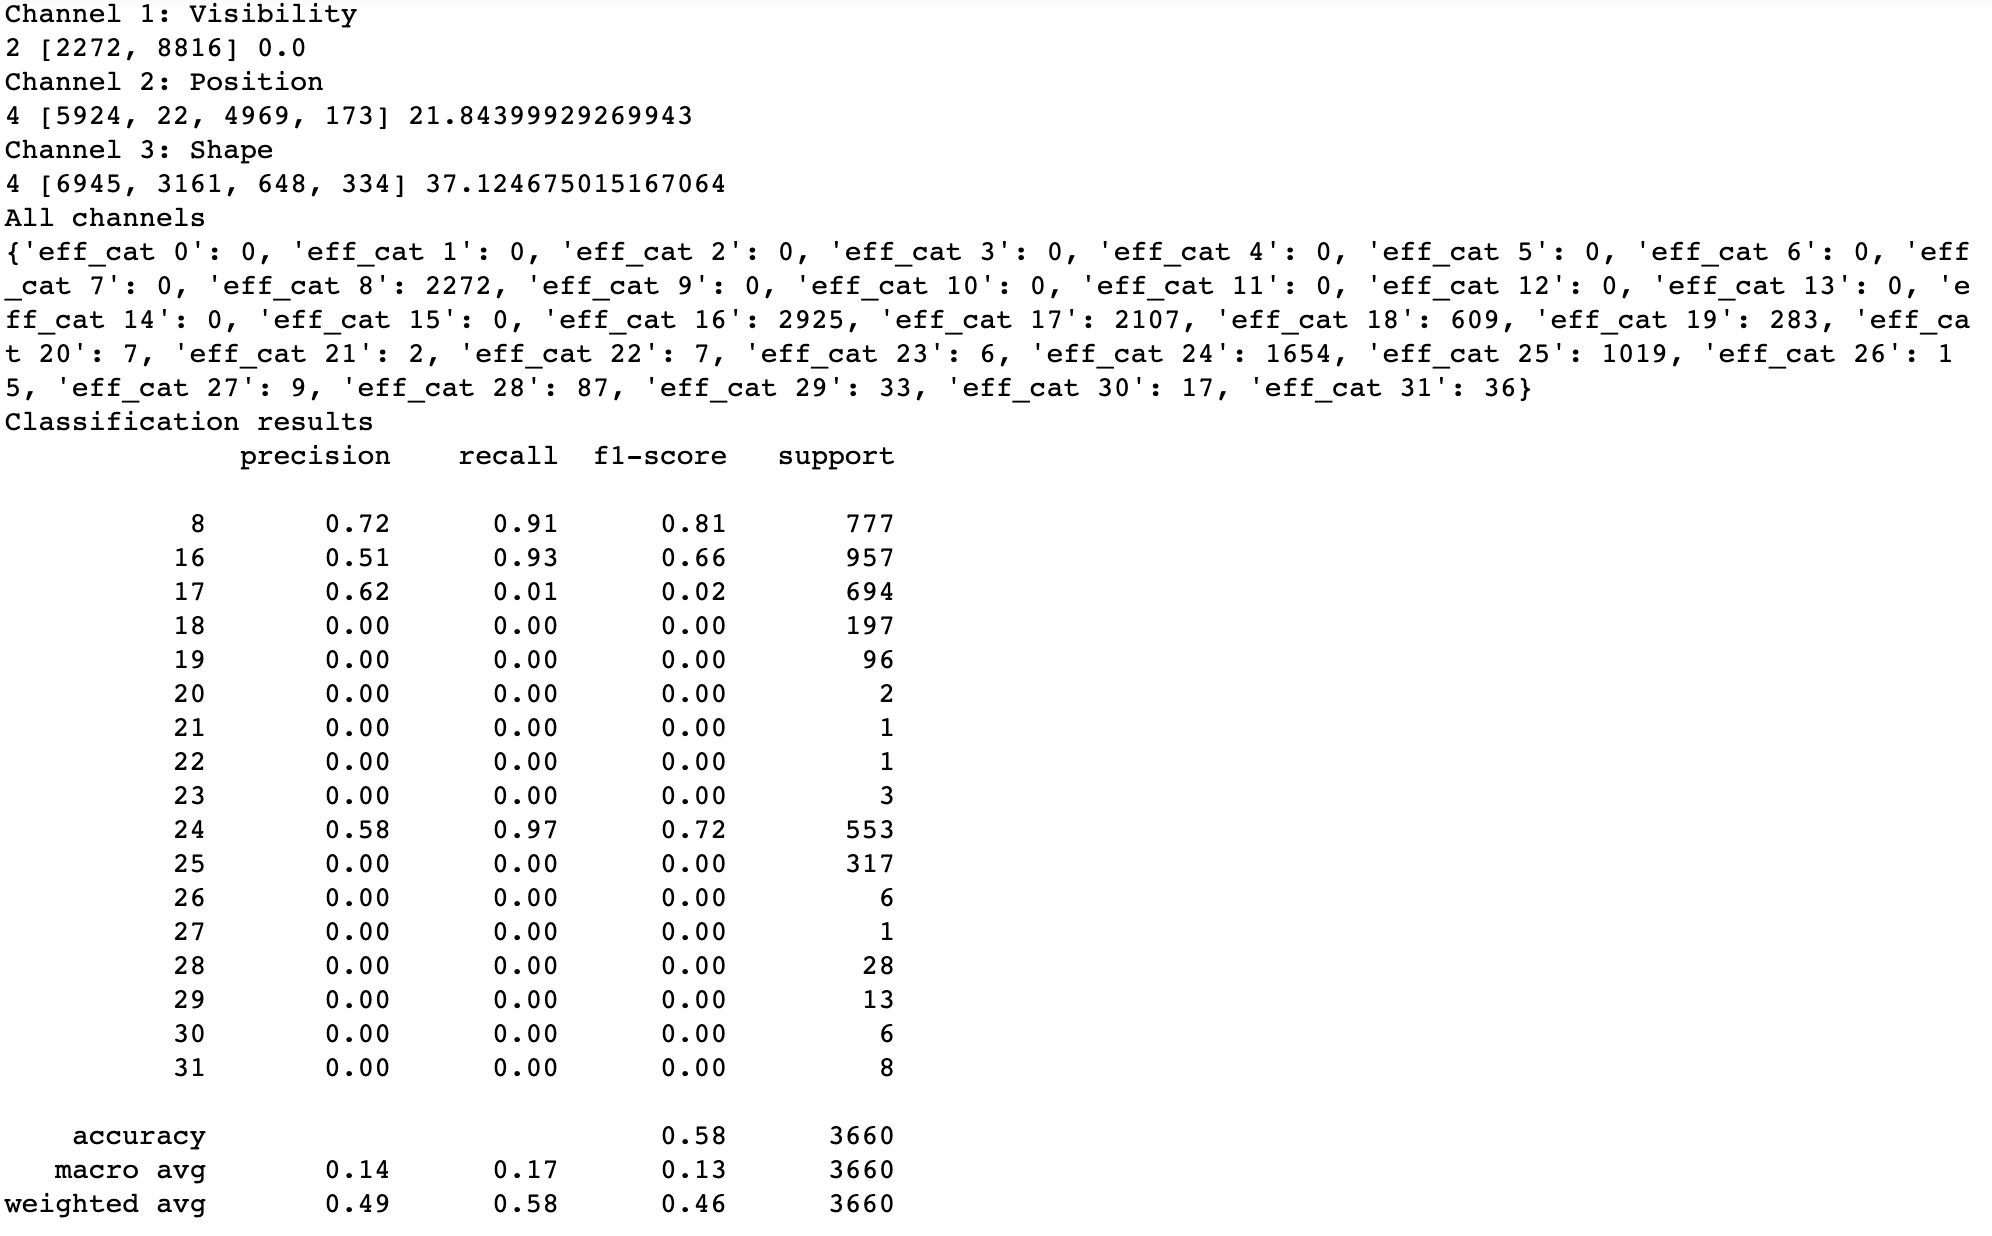 Channel 1: Visibility
2 [2272, 8816] 0.0
Channel 2: Position
4 [5924, 22, 4969, 173] 21.84399929269943
Channel 3: Shape
4 [6945, 3161, 648, 334] 37.124675015167064
All channels
{'eff_cat 0': 0, 'eff_cat 1': 0, 'eff_cat 2': 0, 'eff_cat 3': 0, 'eff_cat 4': 0, 'eff_cat 5': 0, 'eff_cat 6': 0, 'eff
_cat 7': 0, 'eff_cat 8': 2272, 'eff_cat 9': 0, 'eff_cat 10': 0, 'eff_cat 11': 0, 'eff_cat 12': 0, 'eff_cat 13': 0, 'e
ff_cat 14': 0, 'eff_cat 15': 0, 'eff_cat 16': 2925, 'eff_cat 17': 2107, 'eff_cat 18': 609, 'eff_cat 19': 283, 'eff_ca
t 20': 7, 'eff_cat 21': 2, 'eff_cat 22': 7, 'eff_cat 23': 6, 'eff_cat 24': 1654, 'eff_cat 25': 1019, 'eff_cat 26': 1
5, 'eff_cat 27': 9, 'eff_cat 28': 87, 'eff_cat 29': 33, 'eff_cat 30': 17, 'eff_cat 31': 36}
Classification results
precision recall f1-score support
8 0.72 0.91 0.81 777
16 0.51 0.93 0.66 957
17 0.62 0.01 0.02 694
18 0.00 0.00 0.00 197
19 0.00 0.00 0.00 96
20 0.00 0.00 0.00 2
21 0.00 0.00 0.00 1
22 0.00 0.00 0.00 1
23 0.00 0.00 0.00 3
24 0.58 0.97 0.72 553
25 0.00 0.00 0.00 317
26 0.00 0.00 0.00 6
27 0.00 0.00 0.00 1
28 0.00 0.00 0.00 28
29 0.00 0.00 0.00 13
30 0.00 0.00 0.00 6
31 0.00 0.00 0.00 8
accuracy 0.58 3660
macro avg 0.14 0.17 0.13 3660
weighted avg 0.49 0.58 0.46 3660